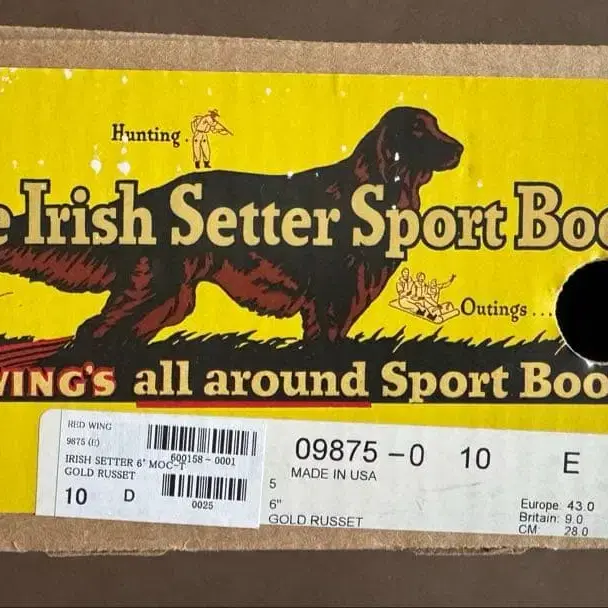 Hunting.
e Irish Setter Sport Boo
Outings...
WING'S all around Sport Boo
RED WING
9875 (E)
600158-0001
IRISH SETTER 6" MOC-T
GOLD RUSSET
10 D
0025
09875-0 10 E
MADE IN USA
5
6"
GOLD RUSSET
Europe: 43.0
Britain: 9.0
CM: 28.0